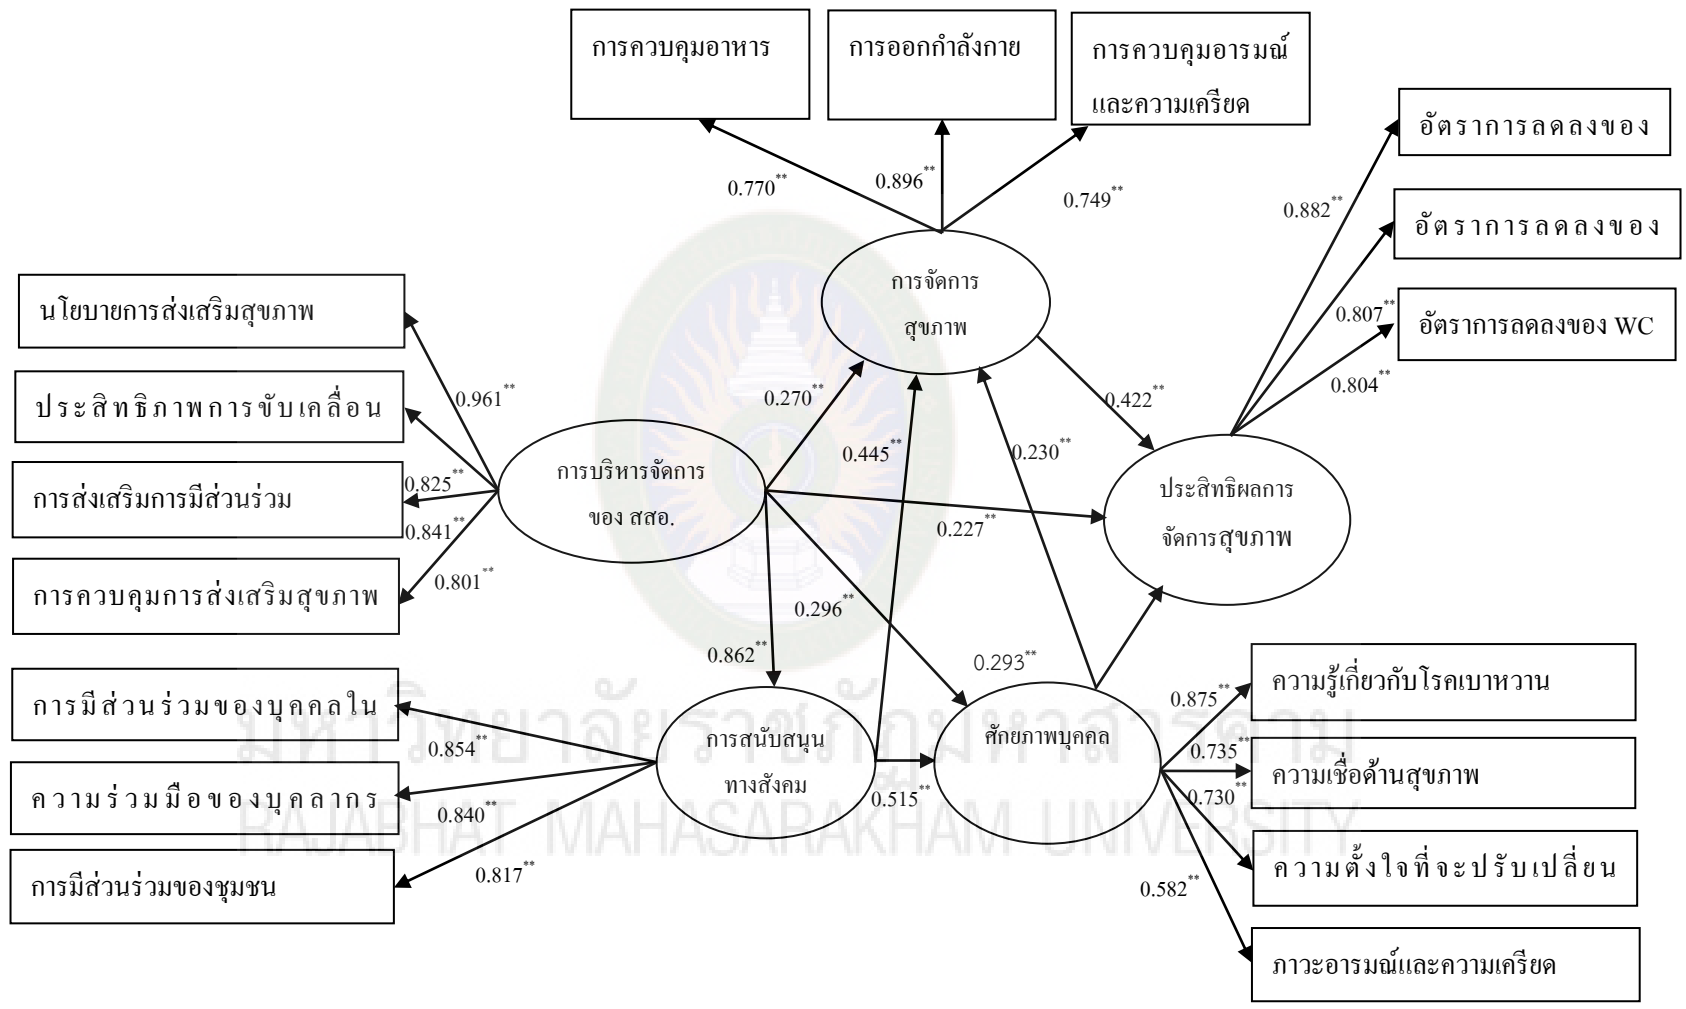 การควบคุมอาหาร
การออกกำลังกาย
การควบคุมอารมณ์
และความเครียด
อัตราการลดลงของ
อัตราการลดลงของ
อัตราการลดลงของ WC
0.770**
0.896**
0.749**
0.882**
0.807**
0.804**
การจัดการ
สุขภาพ
นโยบายการส่งเสริมสุขภาพ
ประสิทธิภาพการขับเคลื่อน
การส่งเสริมการมีส่วนร่วม
การควบคุมการส่งเสริมสุขภาพ
0.961**
0.825**
0.841**
0.801**
การบริหารจัดการ
ของ สสอ.
0.270**
0.445**
0.230**
0.422**
0.227**
0.296**
0.862**
0.293**
0.515**
ประสิทธิผลการ
จัดการสุขภาพ
การมีส่วนร่วมของบุคคลใน
ความร่วมมือของบุคลากร
การมีส่วนร่วมของชุมชน
0.854**
0.840**
0.817**
การสนับสนุน
ทางสังคม
ศักยภาพบุคคล
0.875**
0.735**
0.730**
0.582**
ความรู้เกี่ยวกับโรคเบาหวาน
ความเชื่อด้านสุขภาพ
ความตั้งใจที่จะปรับเปลี่ยน
ภาวะอารมณ์และความเครียด
มหาวิทยาลัยราชภัฏมหาสารคาม
RAJABHAT MAHASARAKHAM UNIVERSITY